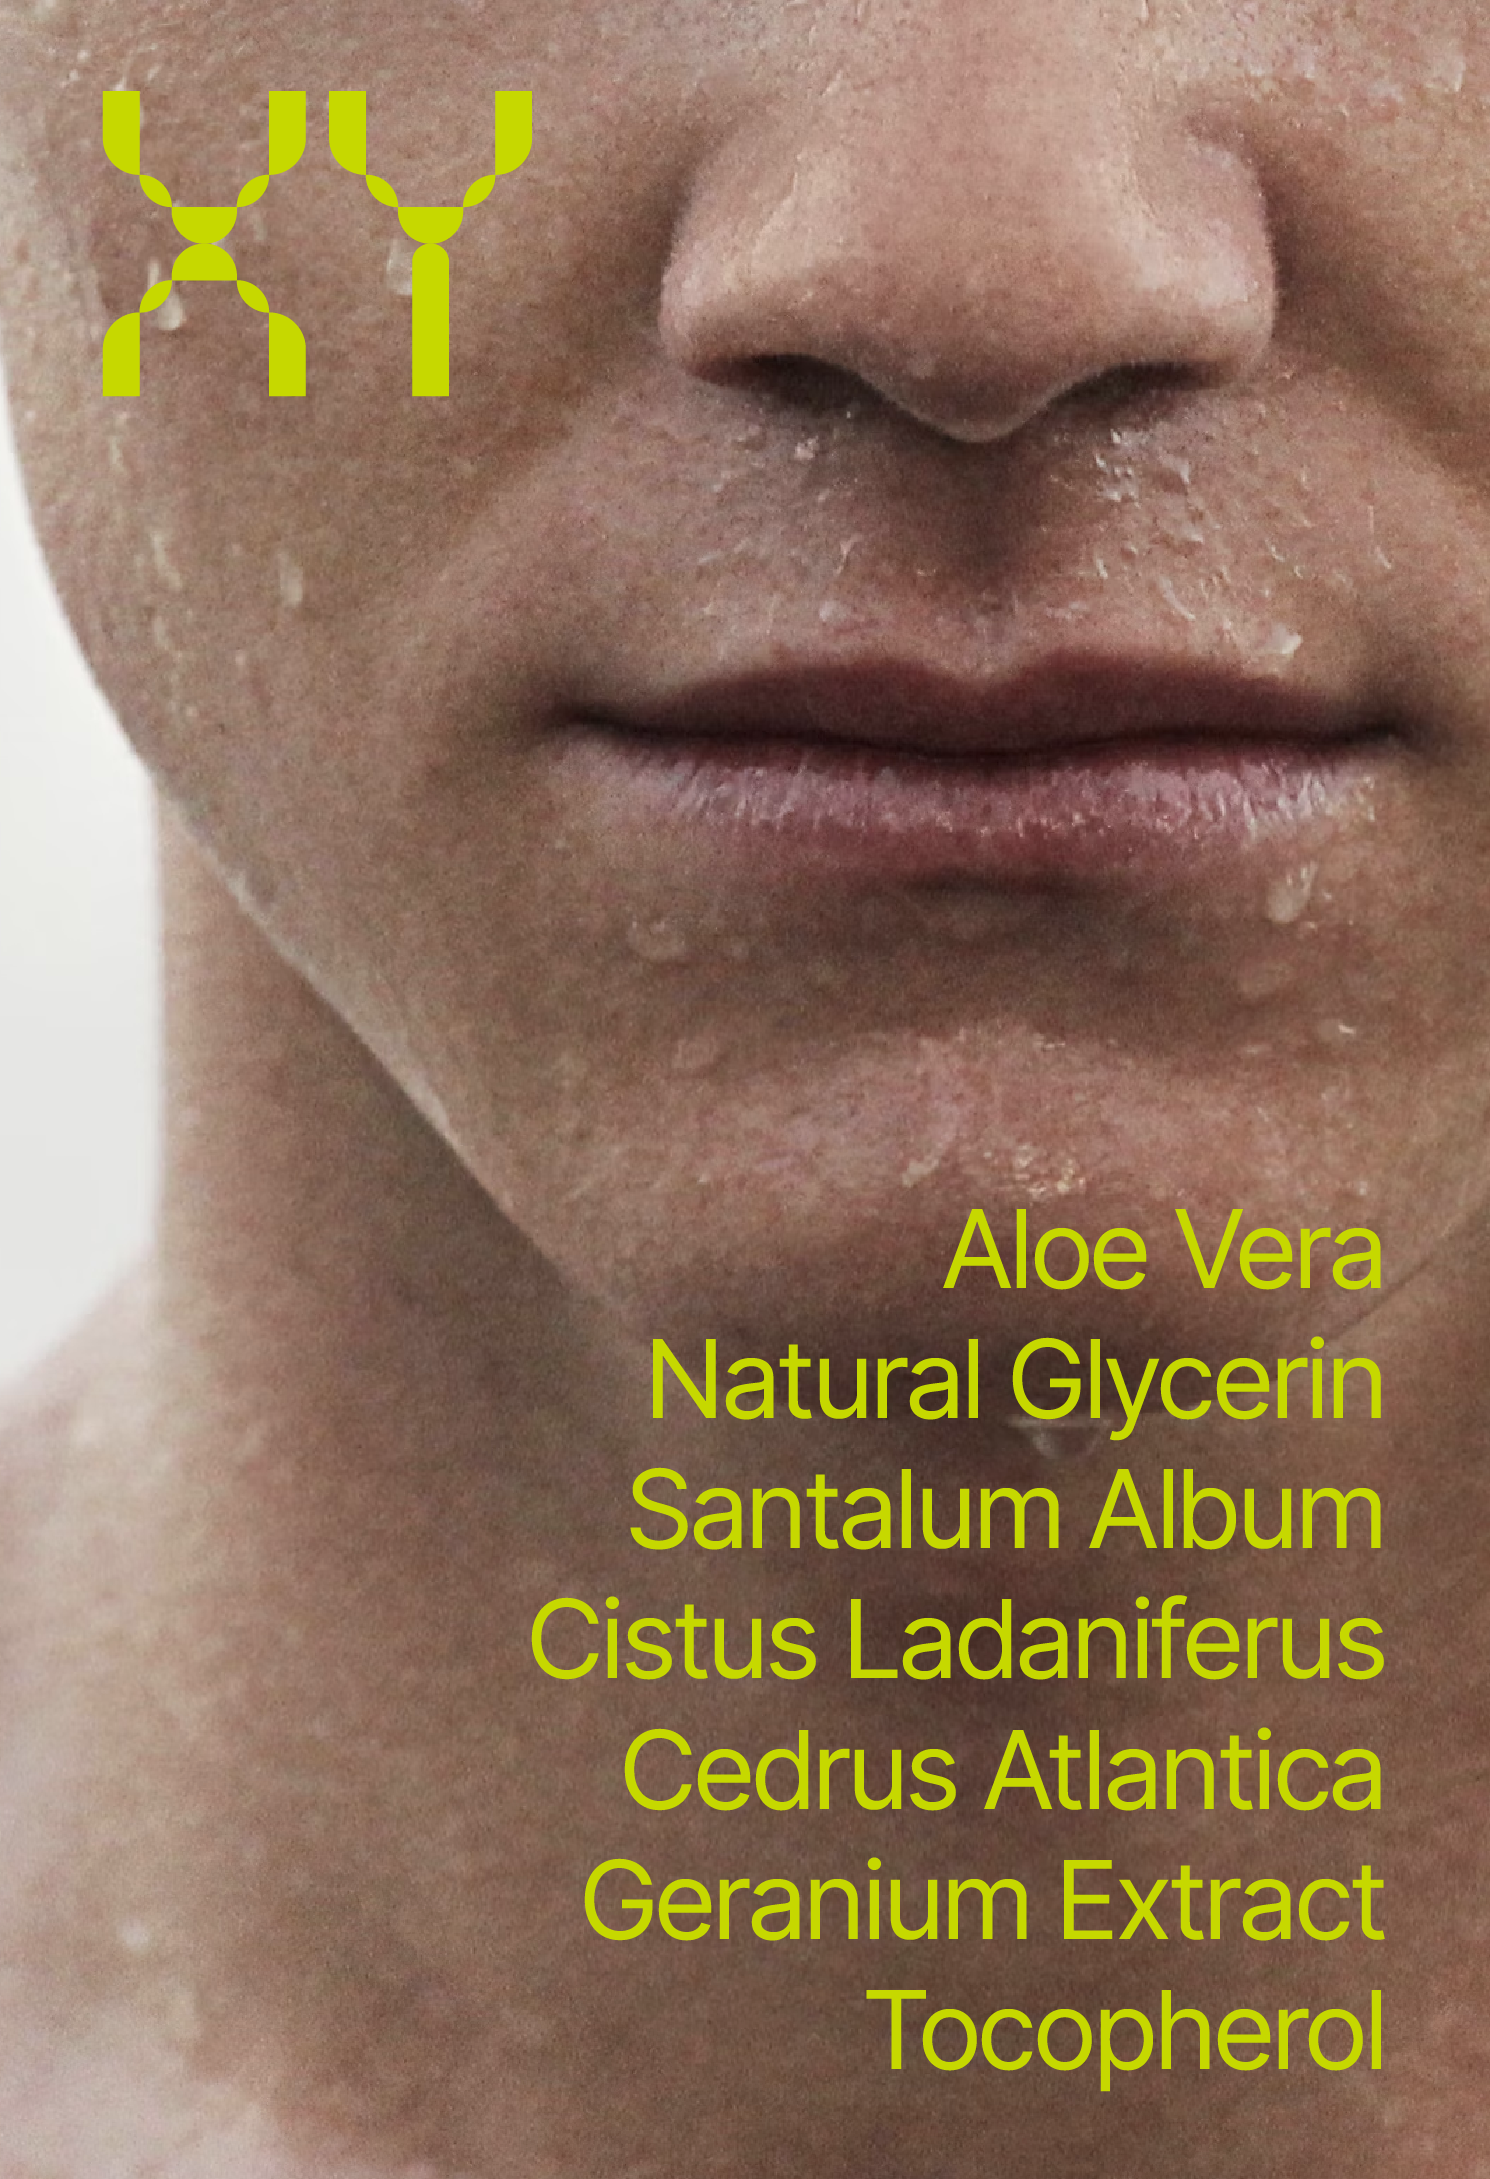 XY
Aloe Vera
Natural Glycerin
Santalum Album
Cistus Ladaniferus
Cedrus Atlantica
Geranium Extract
Tocopherol